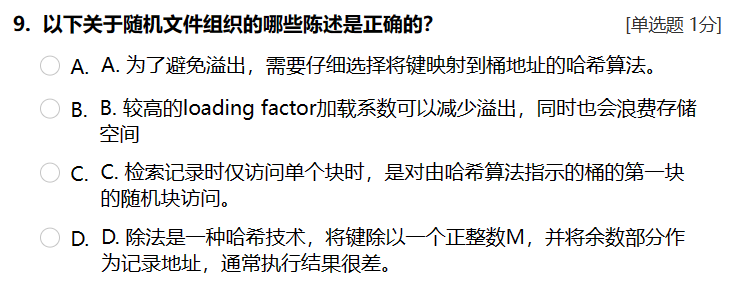 9. 以下关于随机文件组织的哪些陈述是正确的？ [单选题 1分]
A. A. 为了避免溢出，需要仔细选择将键映射到桶地址的哈希算法。
B. B. 较高的loading factor加载系数可以减少溢出，同时也会浪费存储
空间
C. C. 检索记录时仅访问单个块时，是对由哈希算法指示的桶的第一块
的随机块访问。
D. D. 除法是一种哈希技术，将键除以一个正整数M，并将余数部分作
为记录地址，通常执行结果很差。